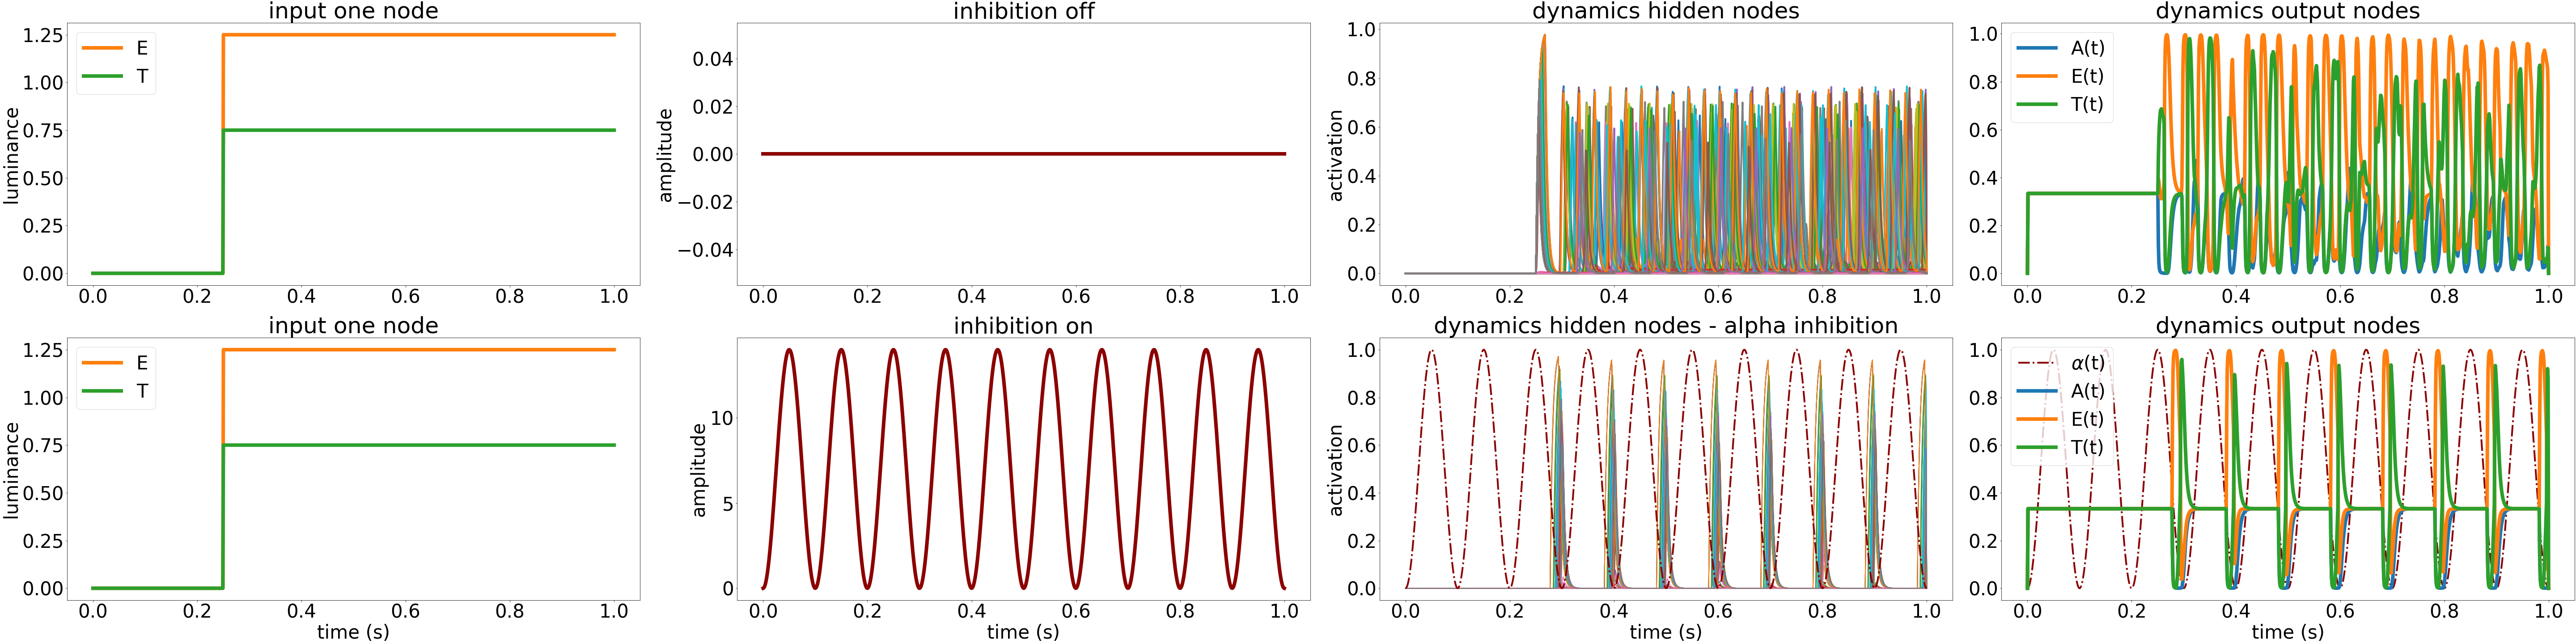 input one node
luminance
1.25
1.00
0.75
0.50
0.25
0.00
E
T
0.0 0.2 0.4 0.6 0.8 1.0
inhibition off
amplitude
0.04
0.02
0.00
−0.02
−0.04
0.0 0.2 0.4 0.6 0.8 1.0
dynamics hidden nodes
activation
1.0
0.8
0.6
0.4
0.2
0.0
0.0 0.2 0.4 0.6 0.8 1.0
dynamics output nodes
1.0
0.8
0.6
0.4
0.2
0.0
A(t)
E(t)
T(t)
0.0 0.2 0.4 0.6 0.8 1.0
input one node
luminance
1.25
1.00
0.75
0.50
0.25
0.00
E
T
0.0 0.2 0.4 0.6 0.8 1.0
time (s)
inhibition on
amplitude
10
5
0
0.0 0.2 0.4 0.6 0.8 1.0
time (s)
dynamics hidden nodes - alpha inhibition
activation
1.0
0.8
0.6
0.4
0.2
0.0
0.0 0.2 0.4 0.6 0.8 1.0
time (s)
dynamics output nodes
1.0
0.8
0.6
0.4
0.2
0.0
α(t)
A(t)
E(t)
T(t)
0.0 0.2 0.4 0.6 0.8 1.0
time (s)